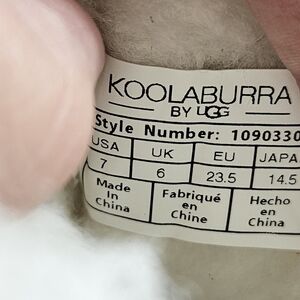 KOOLABURRA
BY UGG
Style Number: 1090330
USA UK EU JAPA
7 6 23.5 14.5
Made in China Fabriqué en Chine Hecho en China